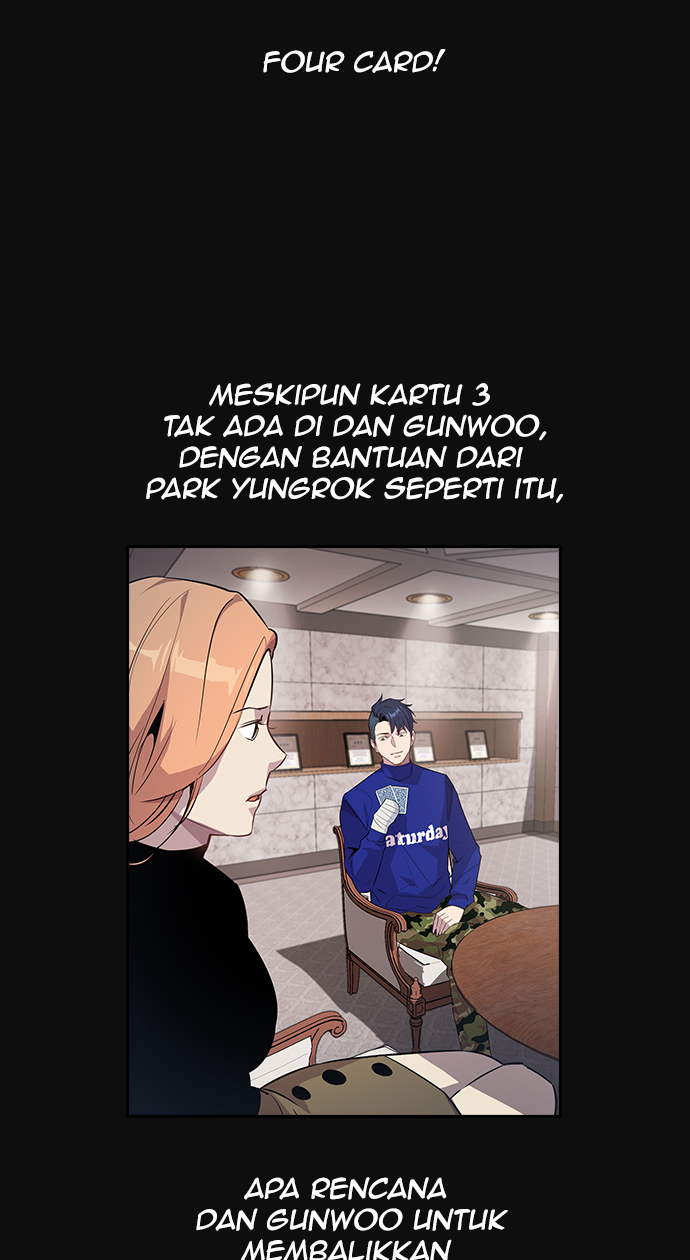 FOUR CARD!
MESKIPUN KARTU 3
TAK ADA DI DAN GUNWOO,
DENGAN BANTUAN DARI
PARK YUNGROK SEPERTI ITU,
aturday
APA RENCANA
DAN GUNWOO UNTUK
MEMBALIKKAN